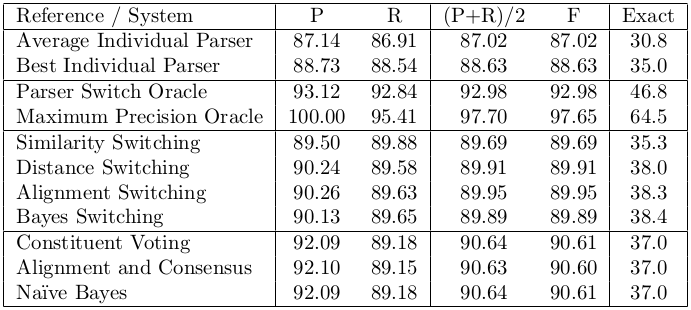 Reference / System P R (P+R)/2 F Exact
Average Individual Parser 87.14 86.91 87.02 87.02 30.8
Best Individual Parser 88.73 88.54 88.63 88.63 35.0
Parser Switch Oracle 93.12 92.84 92.98 92.98 46.8
Maximum Precision Oracle 100.00 95.41 97.70 97.65 64.5
Similarity Switching 89.50 89.88 89.69 89.69 35.3
Distance Switching 90.24 89.58 89.91 89.91 38.0
Alignment Switching 90.26 89.63 89.95 89.95 38.3
Bayes Switching 90.13 89.65 89.89 89.89 38.4
Constituent Voting 92.09 89.18 90.64 90.61 37.0
Alignment and Consensus 92.10 89.15 90.63 90.60 37.0
Naïve Bayes 92.09 89.18 90.64 90.61 37.0